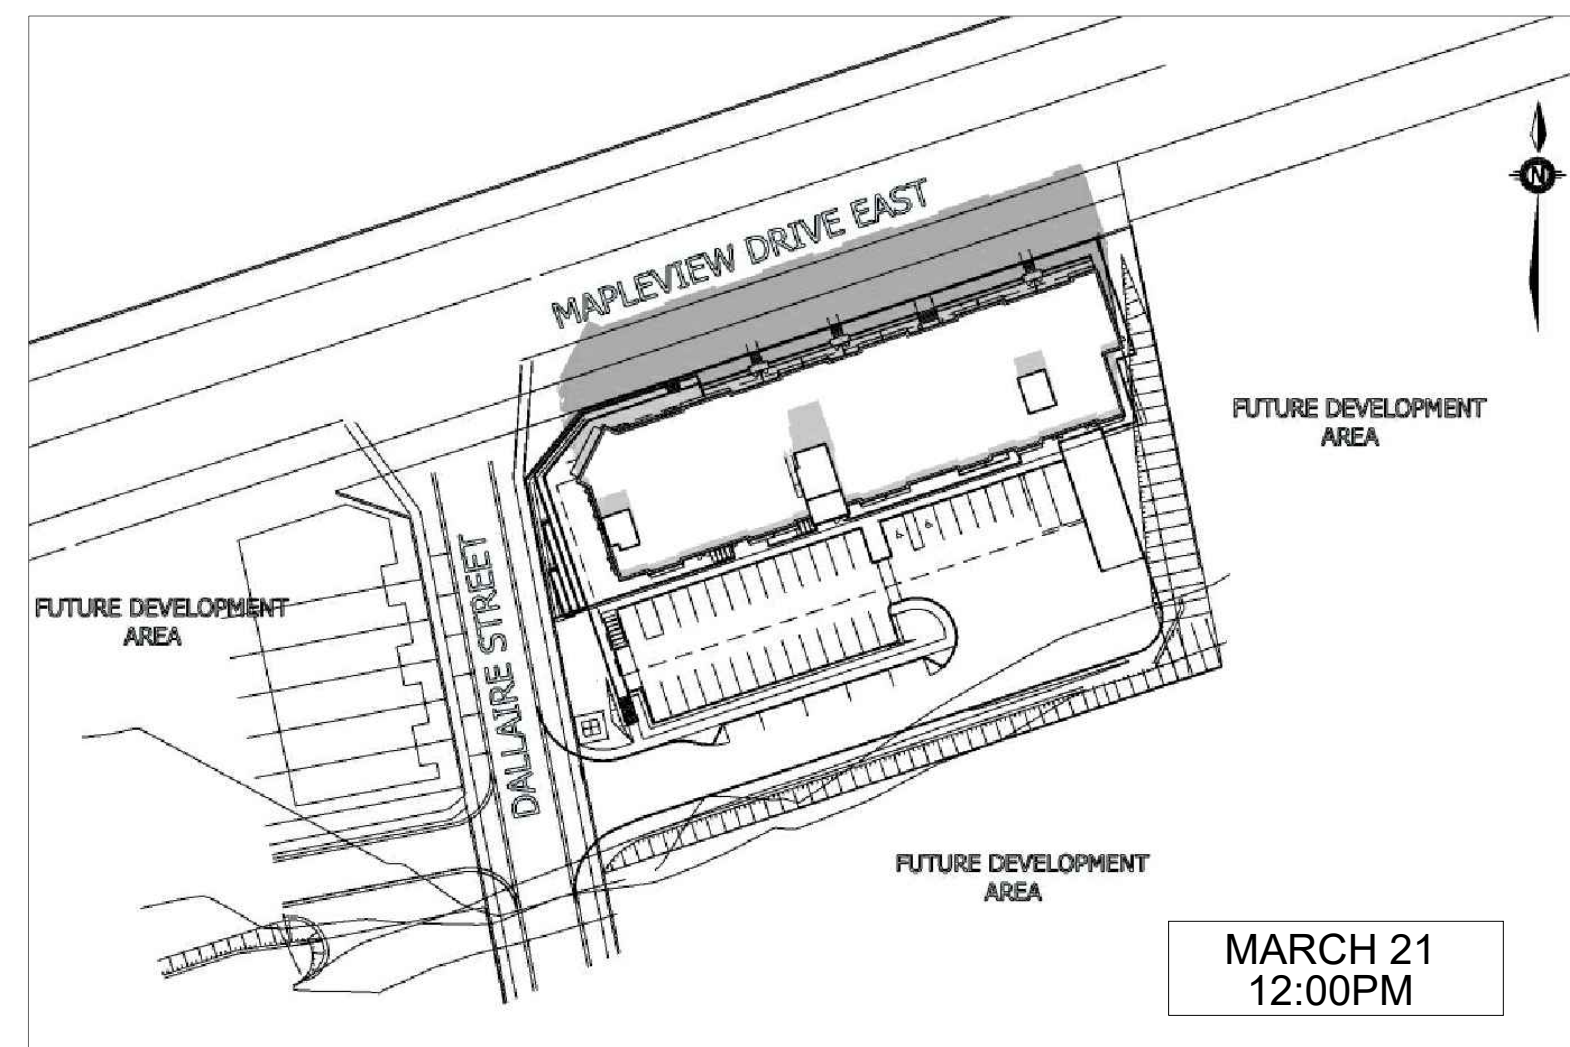 MAPLEVIEW DRIVE EAST
N
FUTURE DEVELOPMENT
AREA
DALLAIRE STREET
FUTURE DEVELOPMENT
AREA
FUTURE DEVELOPMENT
AREA
MARCH 21
12:00PM